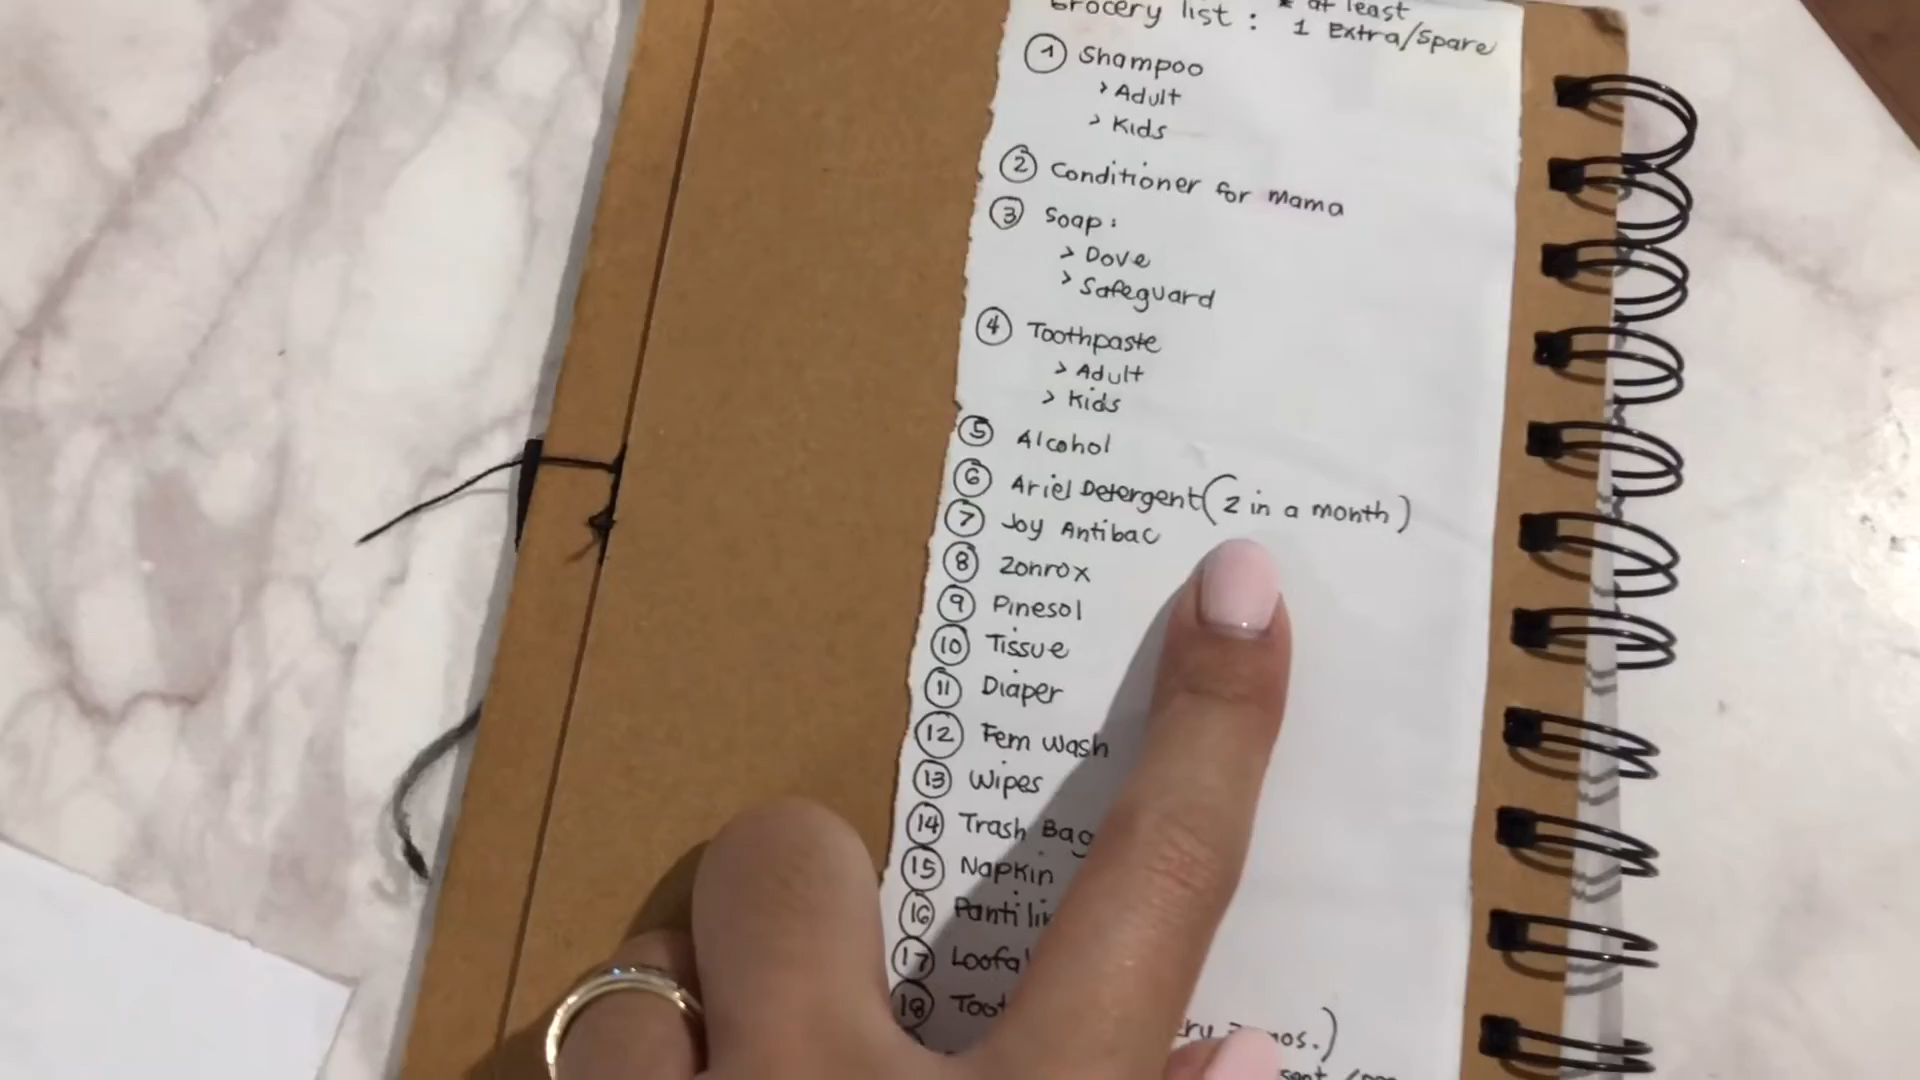 Grocery list : * at least
1 Extra/Spare
1 Shampoo
> Adult
> Kids
2 Conditioner for mama
3 Soap :
> Dove
> Safeguard
4 Toothpaste
> Adult
> Kids
5 Alcohol
6 Ariel Detergent (2 in a month)
7 Joy Antibac
8 Zonrox
9 Pinesol
10 Tissue
11 Diaper
12 Fem wash
13 Wipes
14 Trash Bag
15 Napkin
16
17
18